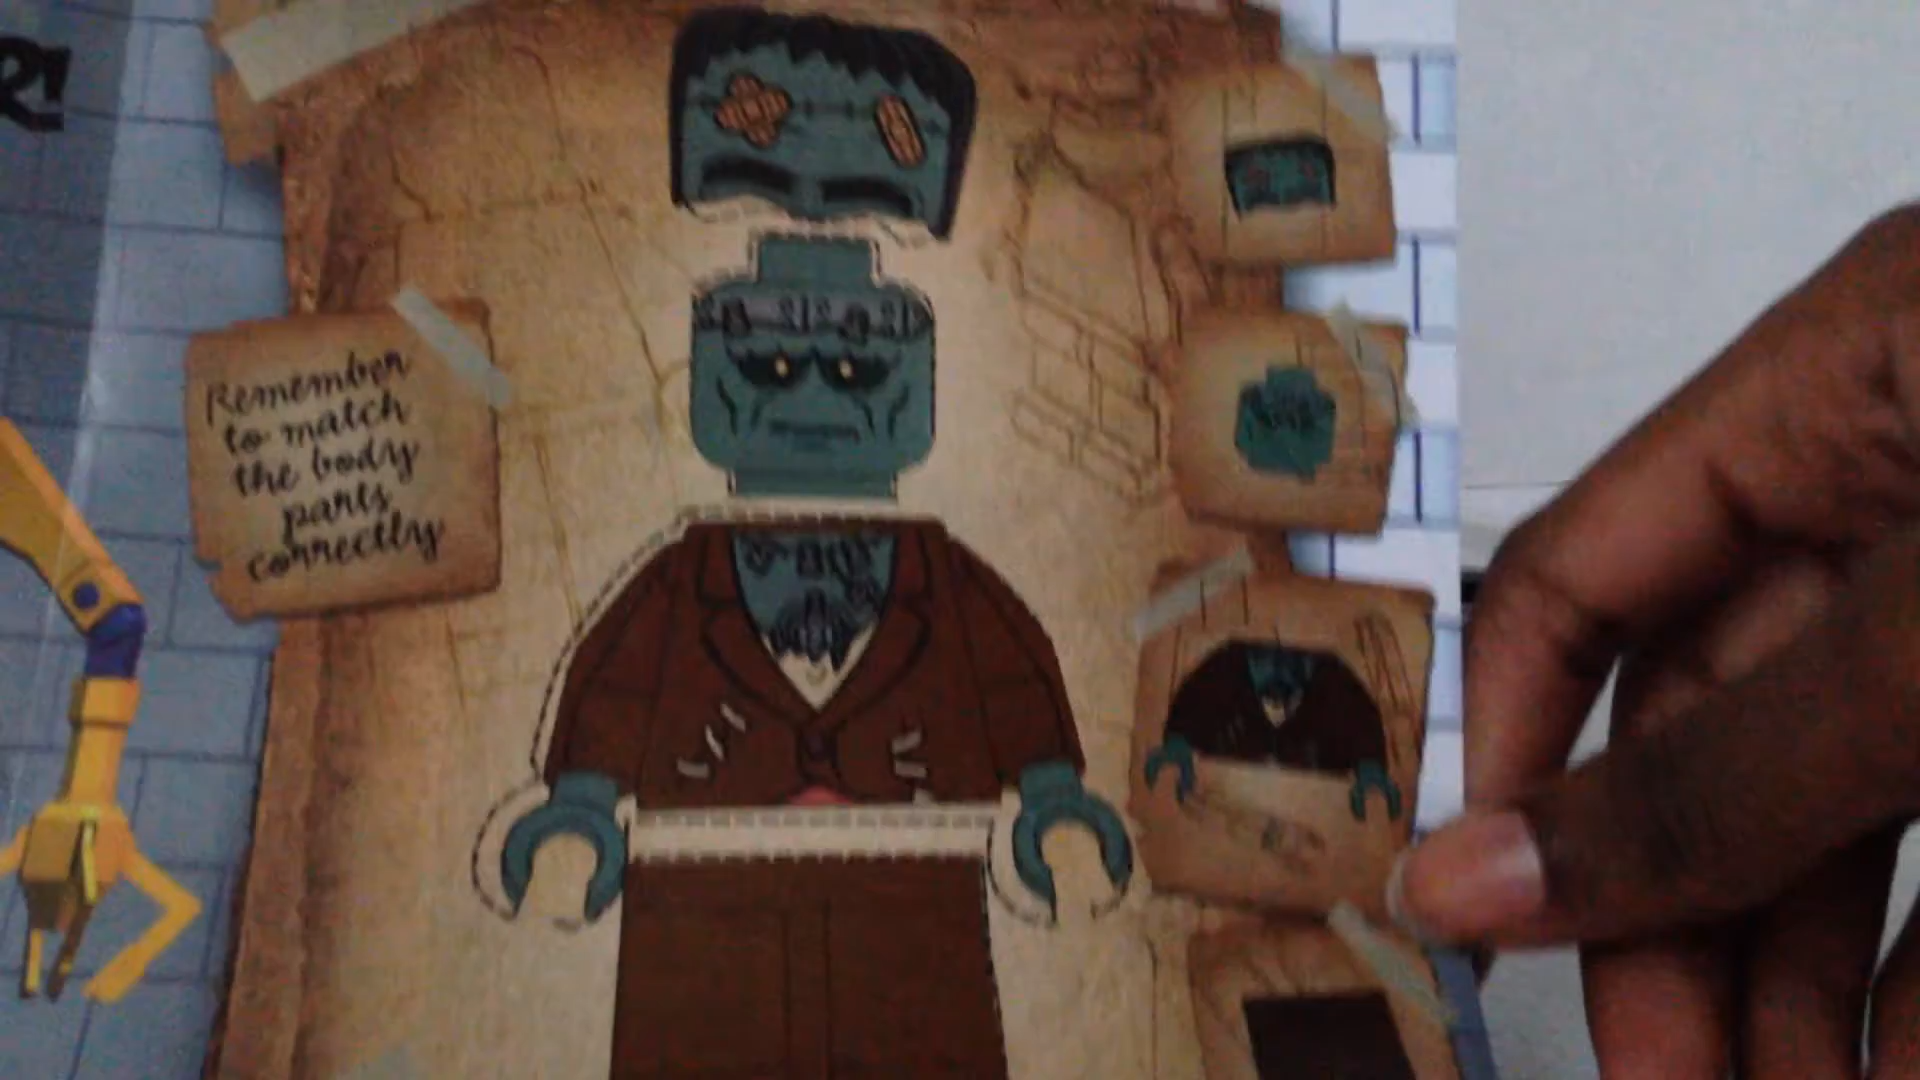 R!
Remember
to match
the body
parts
correctly